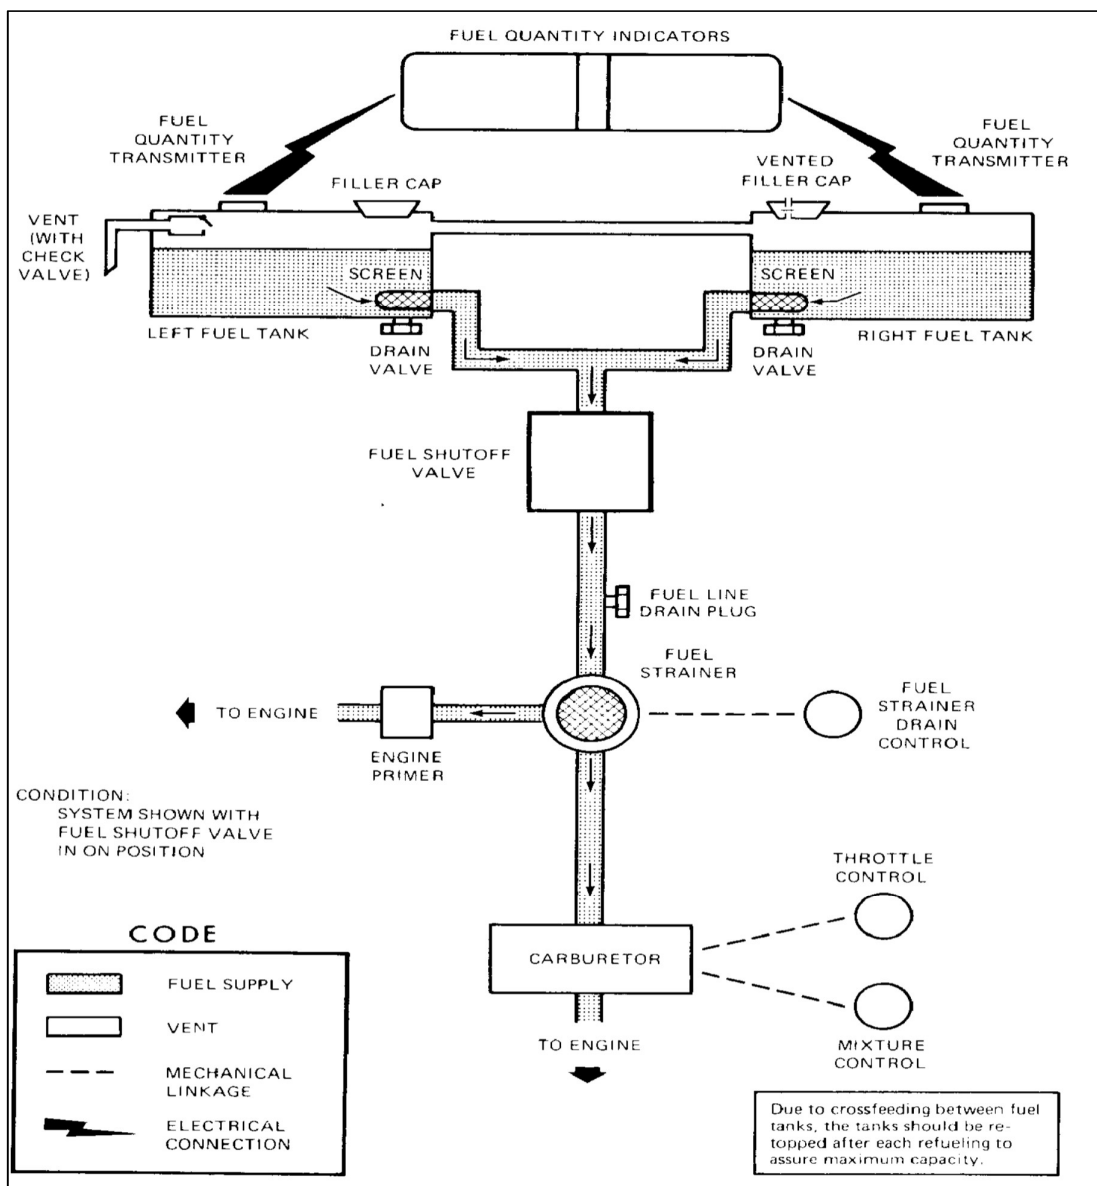 FUEL QUANTITY INDICATORS
FUEL
QUANTITY
TRANSMITTER
FUEL
QUANTITY
TRANSMITTER
FILLER CAP
VENTED
FILLER CAP
VENT
(WITH
CHECK
VALVE)
SCREEN
SCREEN
LEFT FUEL TANK
RIGHT FUEL TANK
DRAIN
VALVE
DRAIN
VALVE
FUEL SHUTOFF
VALVE
FUEL LINE
DRAIN PLUG
FUEL
STRAINER
TO ENGINE
ENGINE
PRIMER
FUEL
STRAINER
DRAIN
CONTROL
CONDITION:
SYSTEM SHOWN WITH
FUEL SHUTOFF VALVE
IN ON POSITION
THROTTLE
CONTROL
CARBURETOR
MIXTURE
CONTROL
TO ENGINE
CODE
FUEL SUPPLY
VENT
MECHANICAL
LINKAGE
ELECTRICAL
CONNECTION
Due to crossfeeding between fuel
tanks, the tanks should be re-
topped after each refueling to
assure maximum capacity.